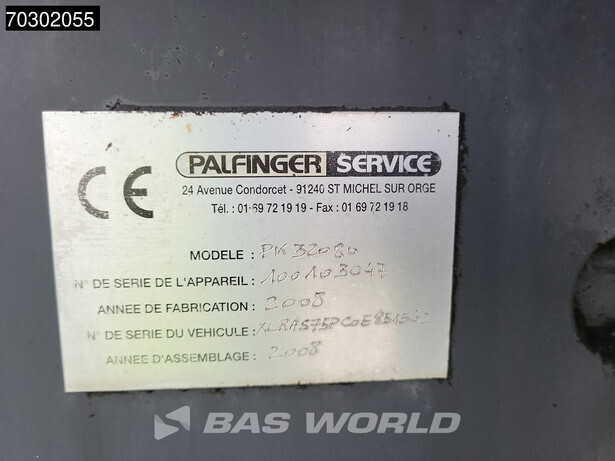 70302055
CE PALFINGER SERVICE
24 Avenue Condorcet - 91240 ST MICHEL SUR ORGE
Tél. : 01 69 72 19 19 - Fax : 01 69 72 19 18
MODELE : PK 32080
N° DE SERIE DE L'APPAREIL : 100103047
ANNEE DE FABRICATION : 2008
N° DE SERIE DU VEHICULE :
ANNEE D'ASSEMBLAGE : 2008
BAS WORLD